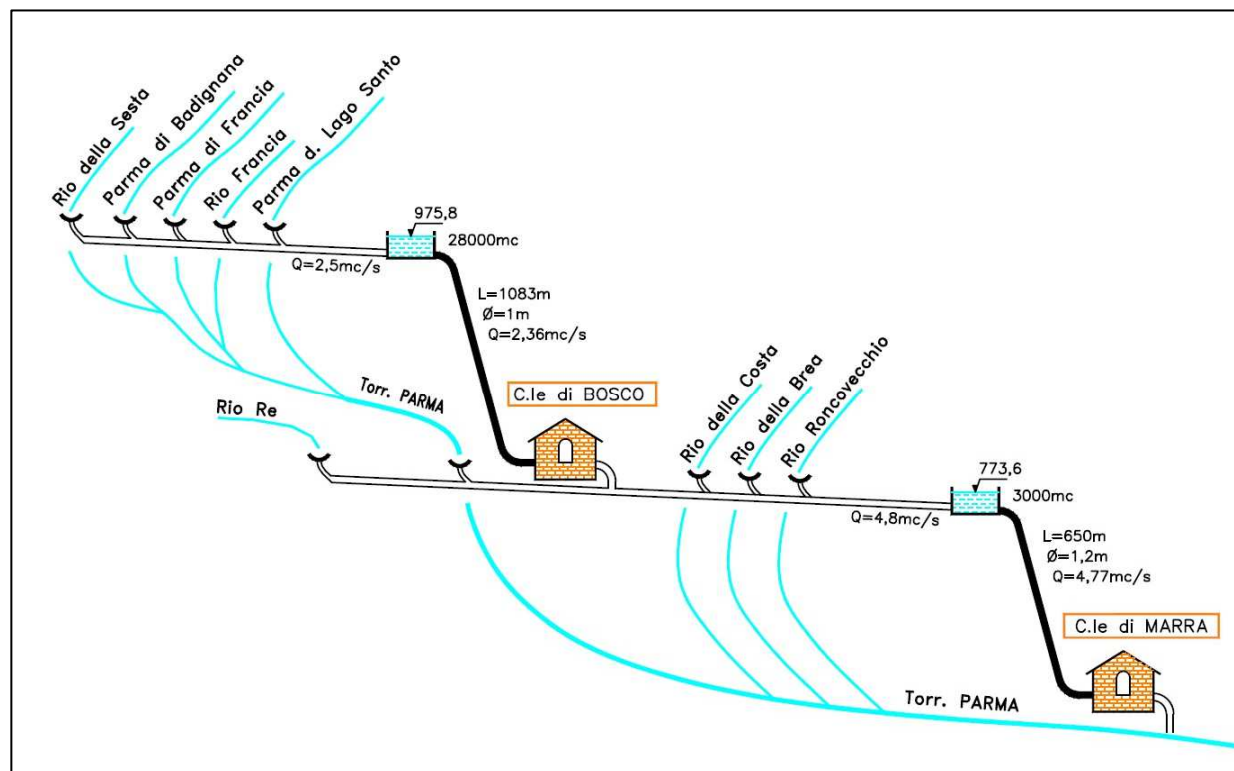 Rio della Sesta
Parma di Badignana
Parma di Francia
Rio Francia
Parma d. Lago Santo
975,8
28000mc
Q=2,5mc/s
L=1083m
Ø=1m
Q=2,36mc/s
C.le di BOSCO
Torr. PARMA
Rio Re
Rio della Costa
Rio della Brea
Rio Roncovecchio
773,6
3000mc
Q=4,8mc/s
L=650m
Ø=1,2m
Q=4,77mc/s
C.le di MARRA
Torr. PARMA